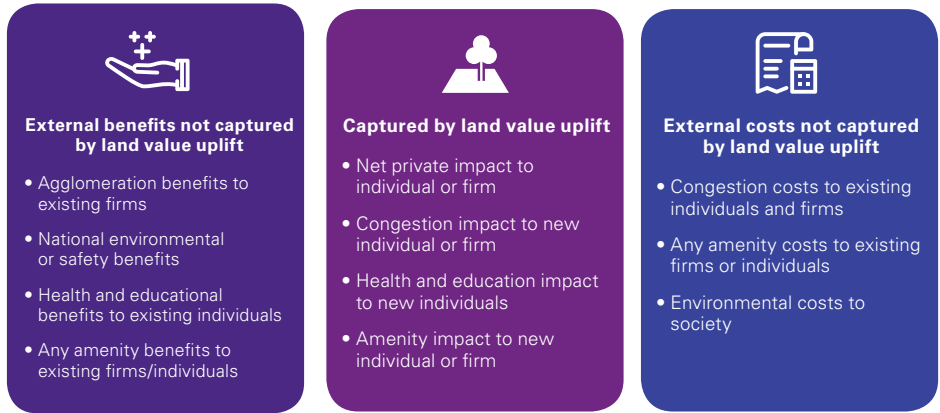 External benefits not captured
by land value uplift
• Agglomeration benefits to
existing firms
• National environmental
or safety benefits
• Health and educational
benefits to existing individuals
• Any amenity benefits to
existing firms/individuals
Captured by land value uplift
• Net private impact to
individual or firm
• Congestion impact to new
individual or firm
• Health and education impact
to new individuals
• Amenity impact to new
individual or firm
External costs not captured
by land value uplift
• Congestion costs to existing
individuals and firms
• Any amenity costs to existing
firms or individuals
• Environmental costs to
society